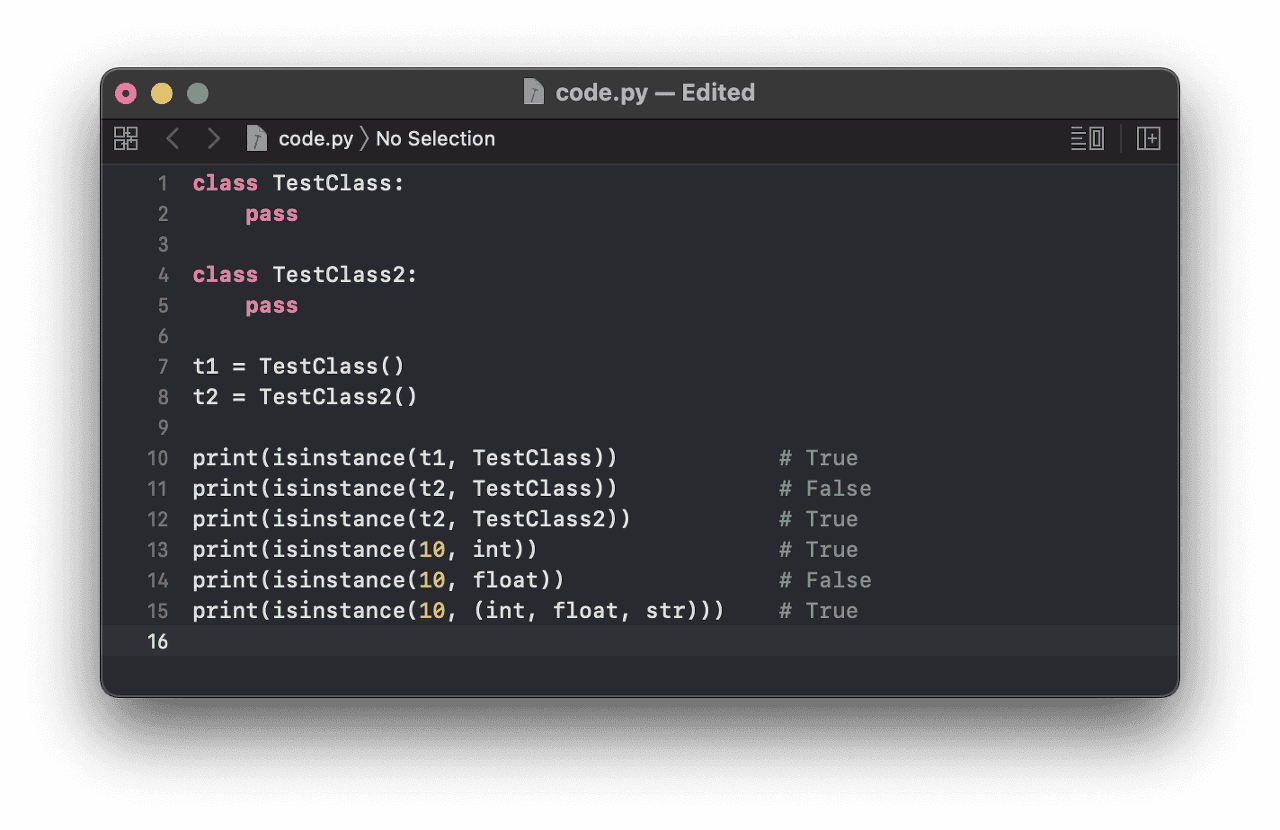 code.py — Edited
code.py 〉No Selection
1 class TestClass:
2     pass
3
4 class TestClass2:
5     pass
6
7 t1 = TestClass()
8 t2 = TestClass2()
9
10 print(isinstance(t1, TestClass))            # True
11 print(isinstance(t2, TestClass))            # False
12 print(isinstance(t2, TestClass2))           # True
13 print(isinstance(10, int))                  # True
14 print(isinstance(10, float))                # False
15 print(isinstance(10, (int, float, str)))    # True
16